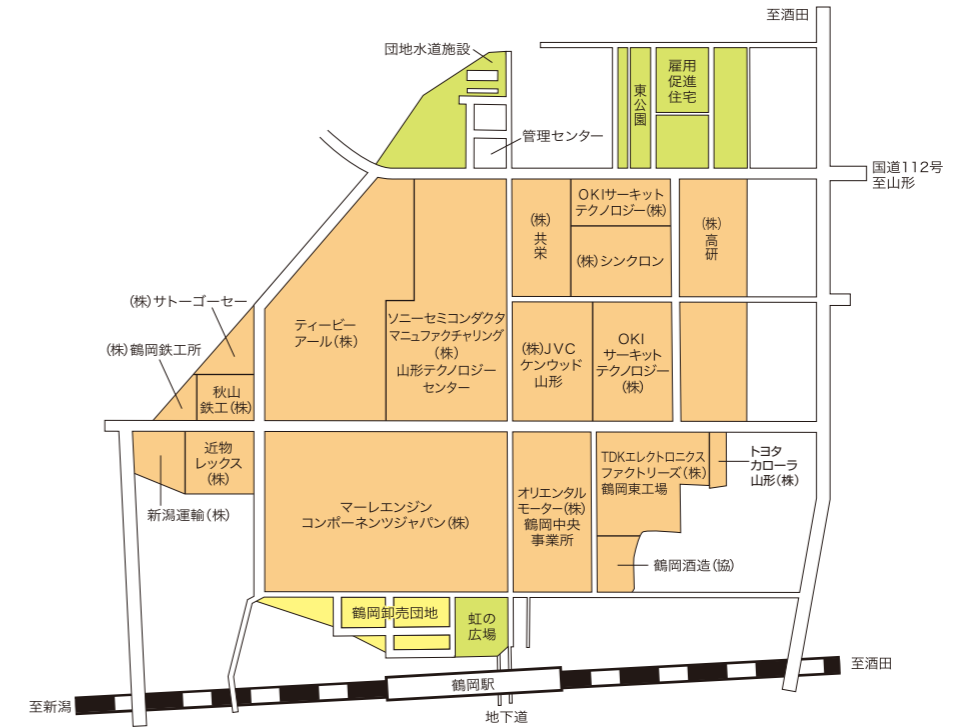 至酒田
団地水道施設
雇用
促進
住宅
東公園
管理センター
国道112号
至山形
(株)共栄
OKIサーキット
テクノロジー(株)
(株)シンクロン
(株)高研
(株)サトーゴーセー
(株)鶴岡鉄工所
秋山
鉄工(株)
ティービー
アール(株)
ソニーセミコンダクタ
マニュファクチャリング
(株)
山形テクノロジー
センター
(株)JVC
ケンウッド
山形
OKI
サーキット
テクノロジー
(株)
近物
レックス
(株)
新潟運輸(株)
マーレエンジン
コンポーネンツジャパン(株)
オリエンタル
モーター(株)
鶴岡中央
事業所
TDKエレクトロニクス
ファクトリーズ(株)
鶴岡東工場
トヨタ
カローラ
山形(株)
鶴岡酒造(協)
鶴岡卸売団地
虹の
広場
至酒田
鶴岡駅
至新潟
地下道